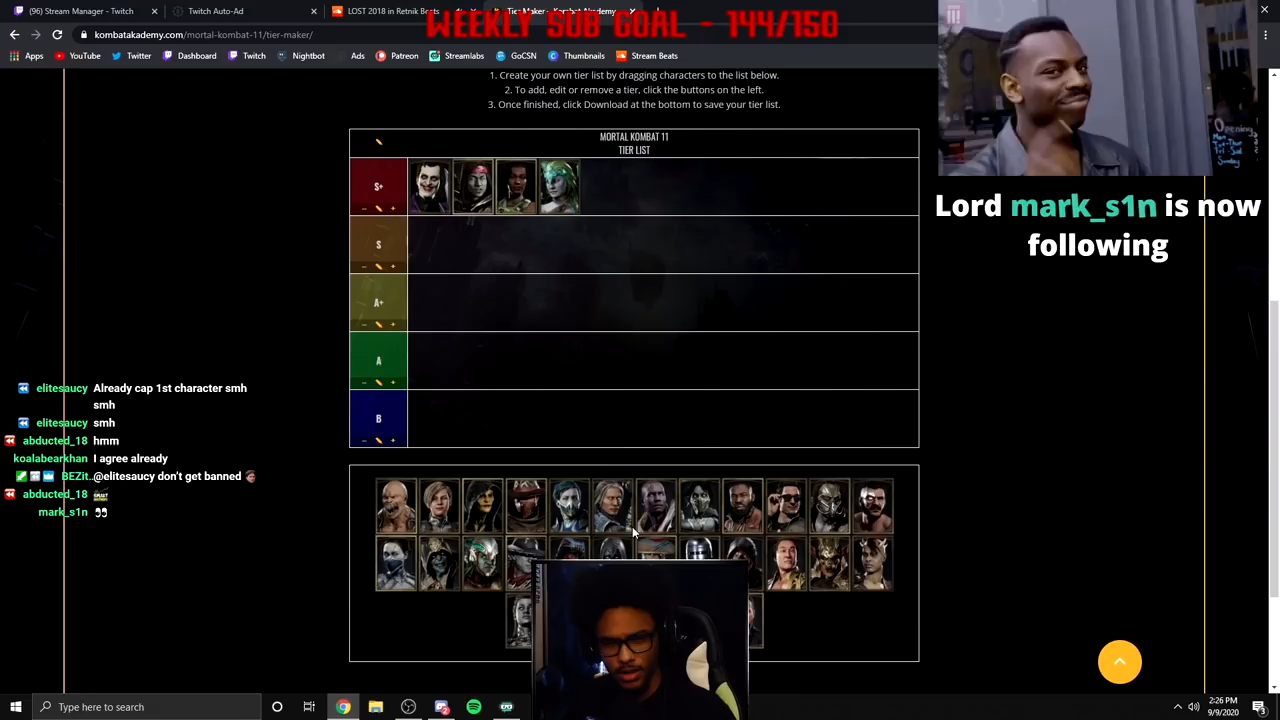 (96) Stream Manager - Twitch
Twitch Auto-Ad
LOST 2018 in Retnik Beats
Tier Maker - Kombat Akademy
WEEKLY SUB GOAL - 144/150
kombatakademy.com/mortal-kombat-11/tier-maker/
Apps YouTube Twitter Dashboard Twitch Nightbot Ads Patreon Streamlabs GoCSN Thumbnails Stream Beats
1. Create your own tier list by dragging characters to the list below.
2. To add, edit or remove a tier, click the buttons on the left.
3. Once finished, click Download at the bottom to save your tier list.
MORTAL KOMBAT 11
TIER LIST
S+
S
A+
A
B
Opening
Lord mark_s1n is now
following
elitesaucy Already cap 1st character smh
smh
elitesaucy smh
abducted_18 hmm
koalabearkhan I agree already
BEZit.. @elitesaucy don't get banned
abducted_18
mark_s1n
Type here to search
2:26 PM
9/9/2020